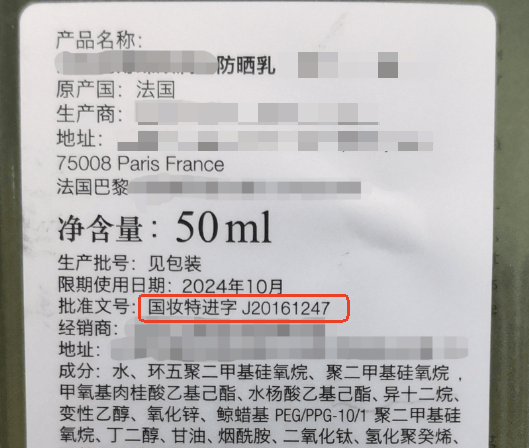 产品名称:
防晒乳
原产国: 法国
生产商:
地址:
75008 Paris France
法国巴黎
净含量: 50ml
生产批号: 见包装
限期使用日期: 2024年10月
批准文号: 国妆特进字 J20161247
经销商:
地址:
成分: 水、环五聚二甲基硅氧烷、聚二甲基硅氧烷,
甲氧基肉桂酸乙基己酯、水杨酸乙基己酯、异十二烷、
变性乙醇、氧化锌、鲸蜡基 PEG/PPG-10/1 聚二甲基硅
氧烷、丁二醇、甘油、烟酰胺、二氧化钛、氢化聚癸烯、